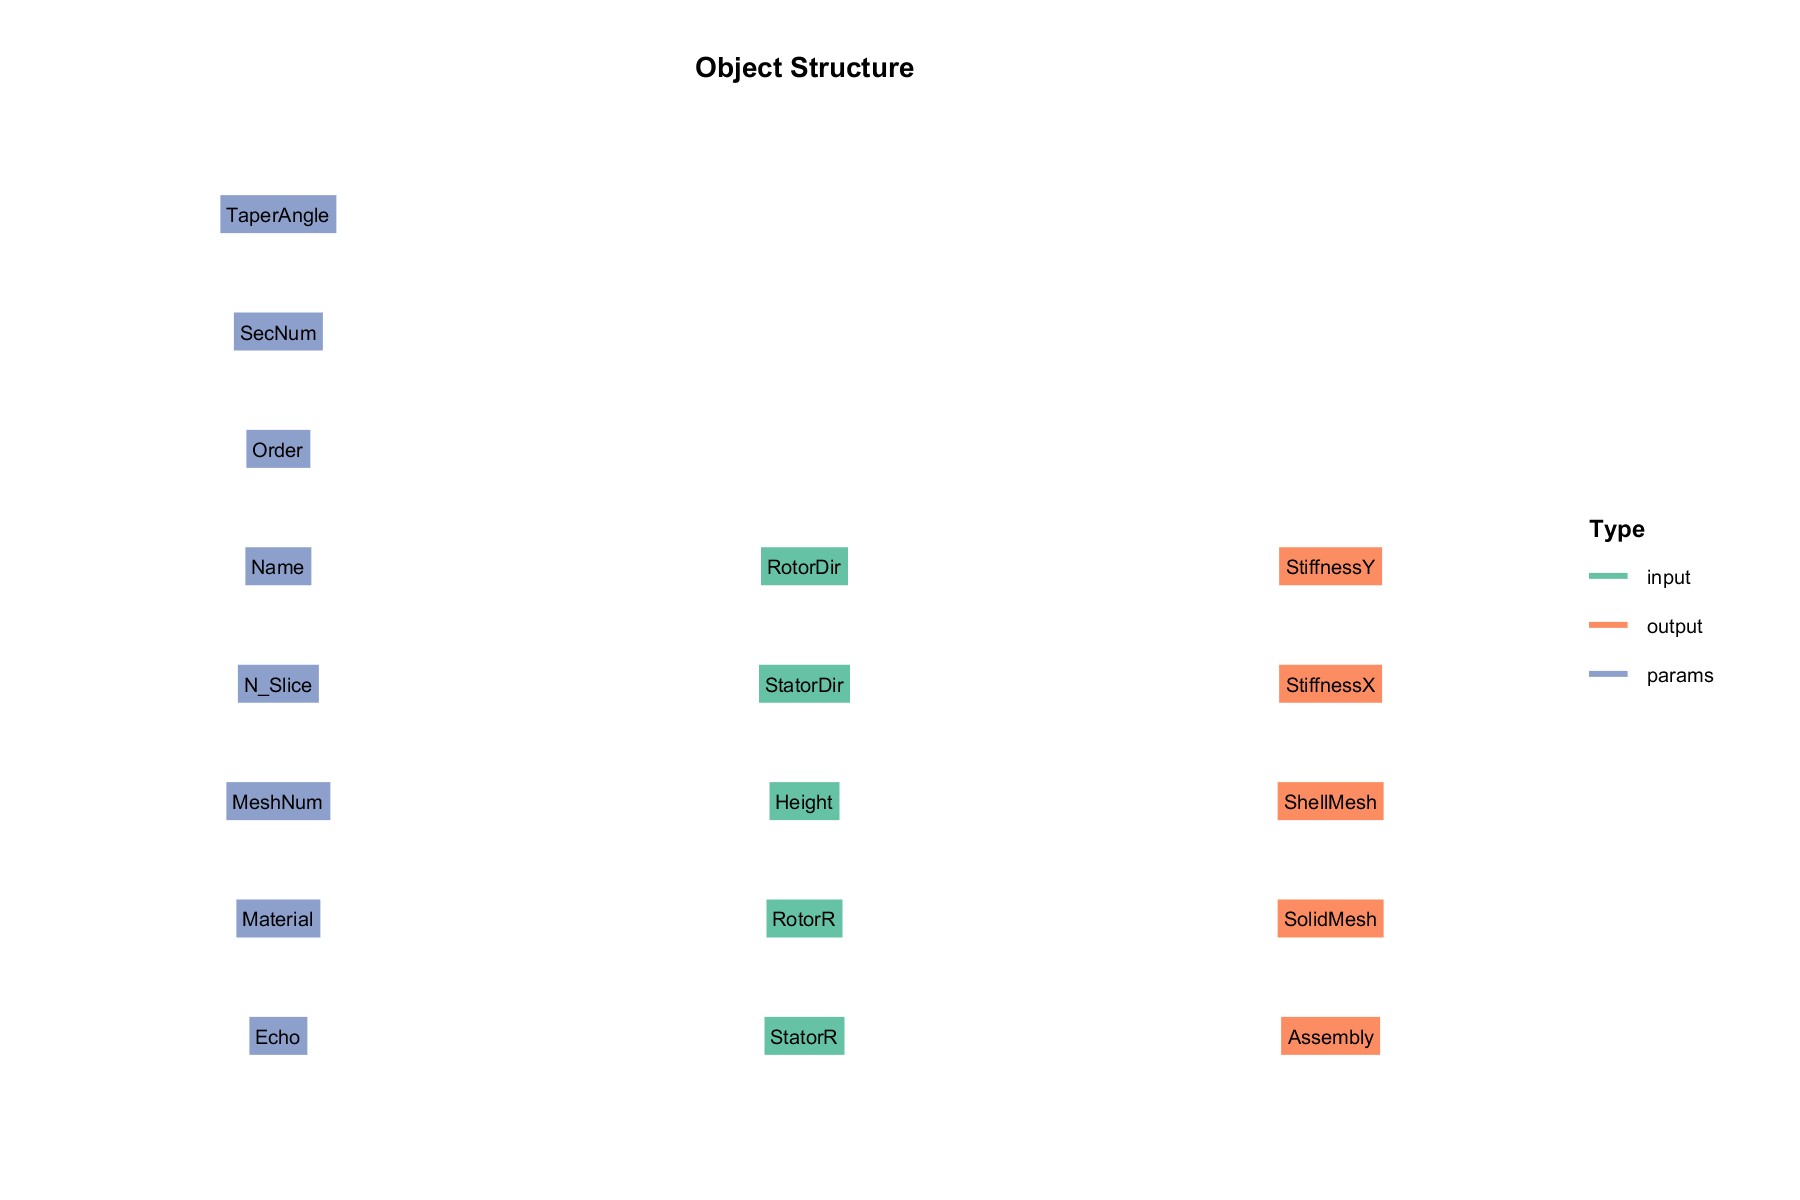 Object Structure
TaperAngle
SecNum
Order
Name
RotorDir
StiffnessY
N_Slice
StatorDir
StiffnessX
MeshNum
Height
ShellMesh
Material
RotorR
SolidMesh
Echo
StatorR
Assembly
Type
input
output
params